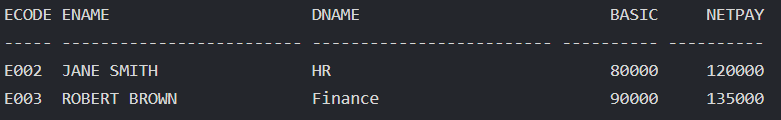 ECODE ENAME                     DNAME                          BASIC     NETPAY
----- ------------------------- ------------------------- ---------- ----------
E002  JANE SMITH                HR                             80000     120000
E003  ROBERT BROWN              Finance                        90000     135000